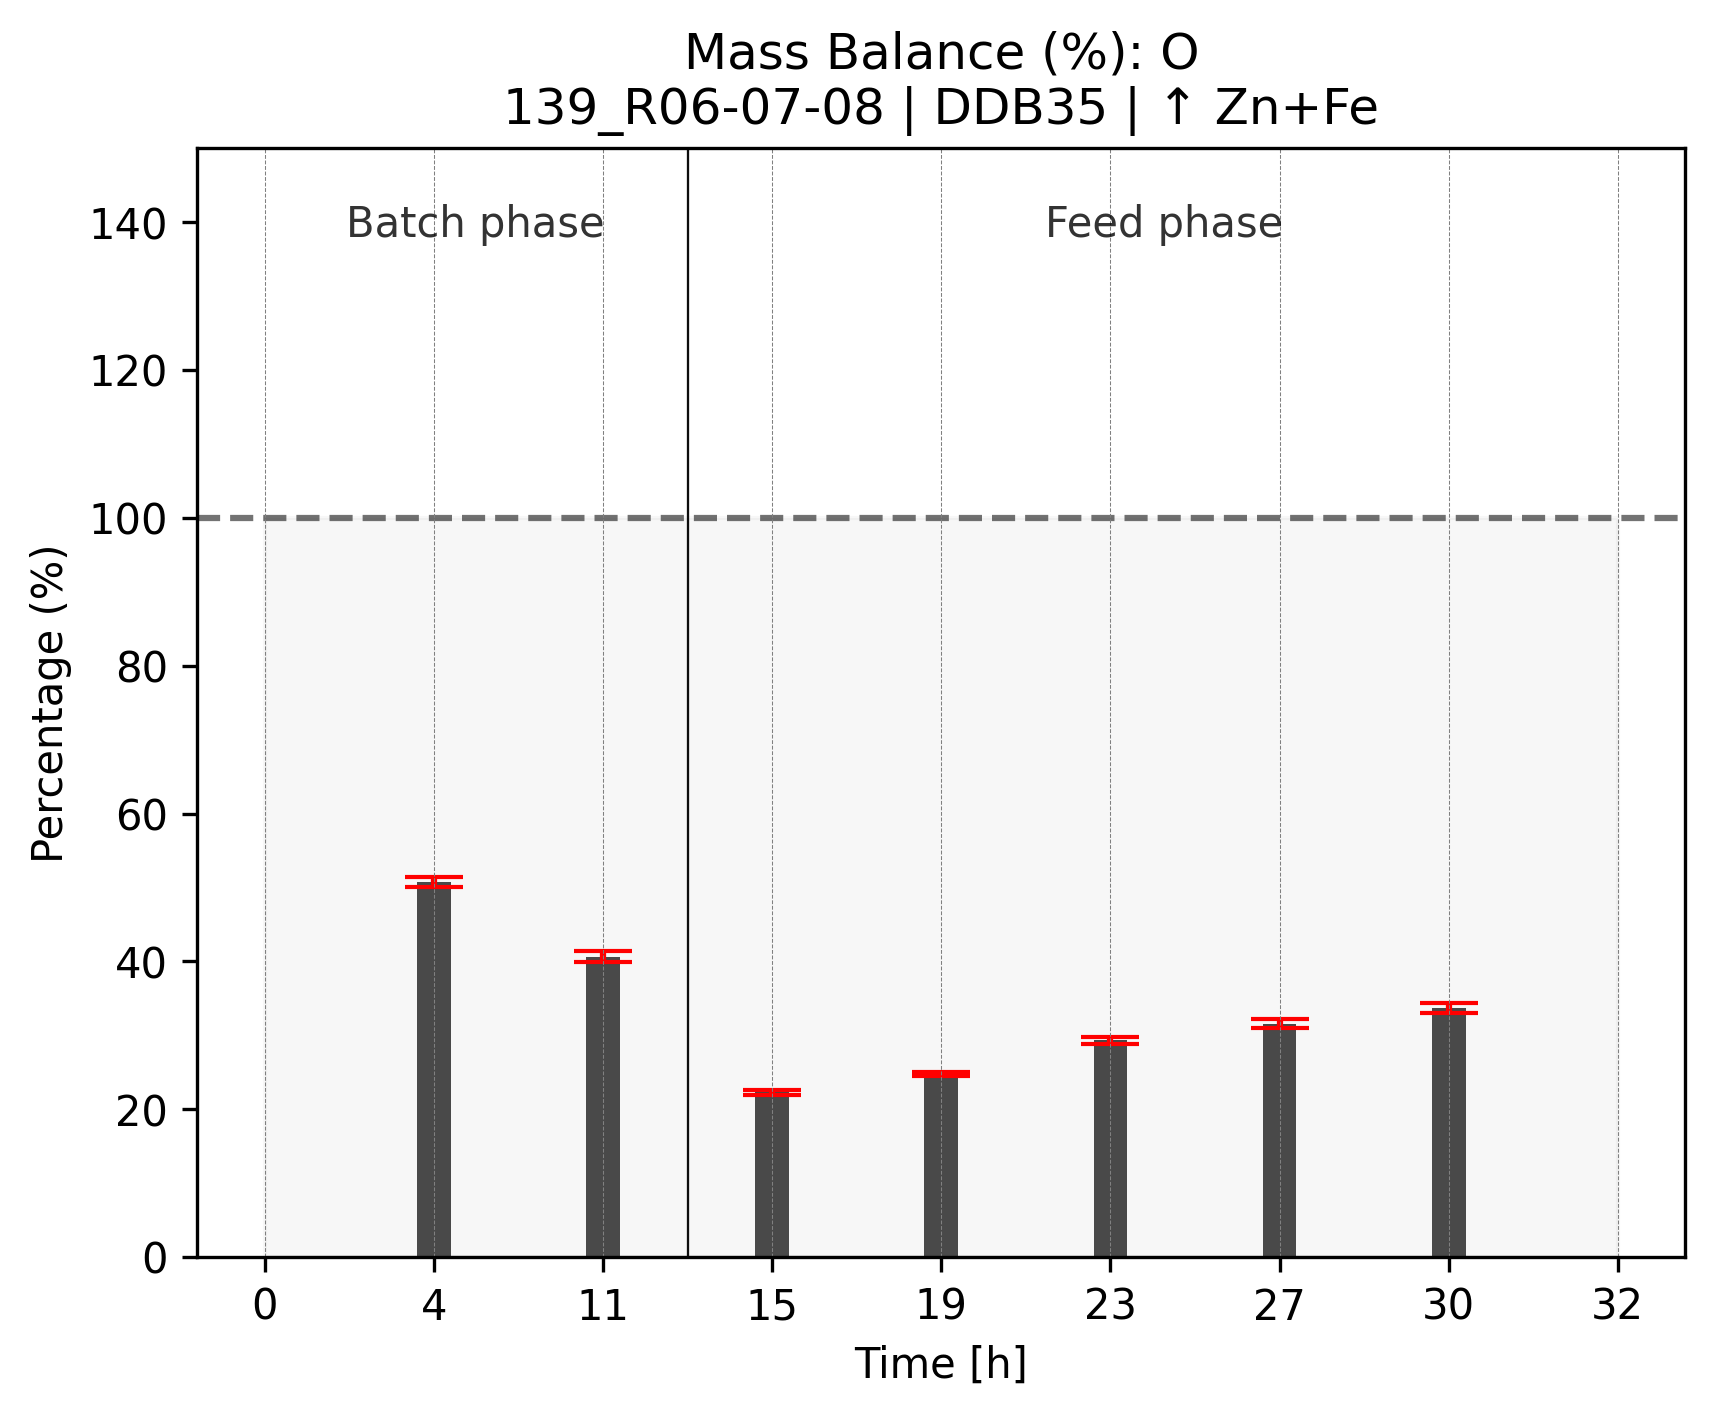 Mass Balance (%): O
139_R06-07-08 | DDB35 | ↑ Zn+Fe
Batch phase
Feed phase
140
120
100
80
60
40
20
0
Percentage (%)
0 4 11 15 19 23 27 30 32
Time [h]